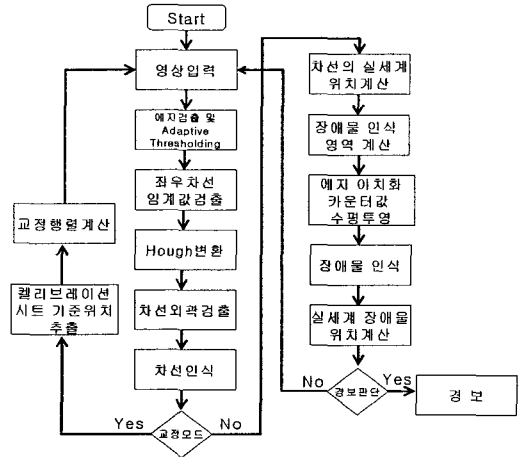 Start
영상입력
에지검출 및
Adaptive
Thresholding
좌우차선
임계값검출
Hough변환
차선외곽검출
차선인식
교정모드
Yes
No
교정행렬계산
켈리브레이션
시트 기준위치
추출
차선의 실세계
위치계산
장애물 인식
영역 계산
에지 이치화
카운터값
수평투영
장애물 인식
실세계 장애물
위치계산
경보판단
No
Yes
경 보